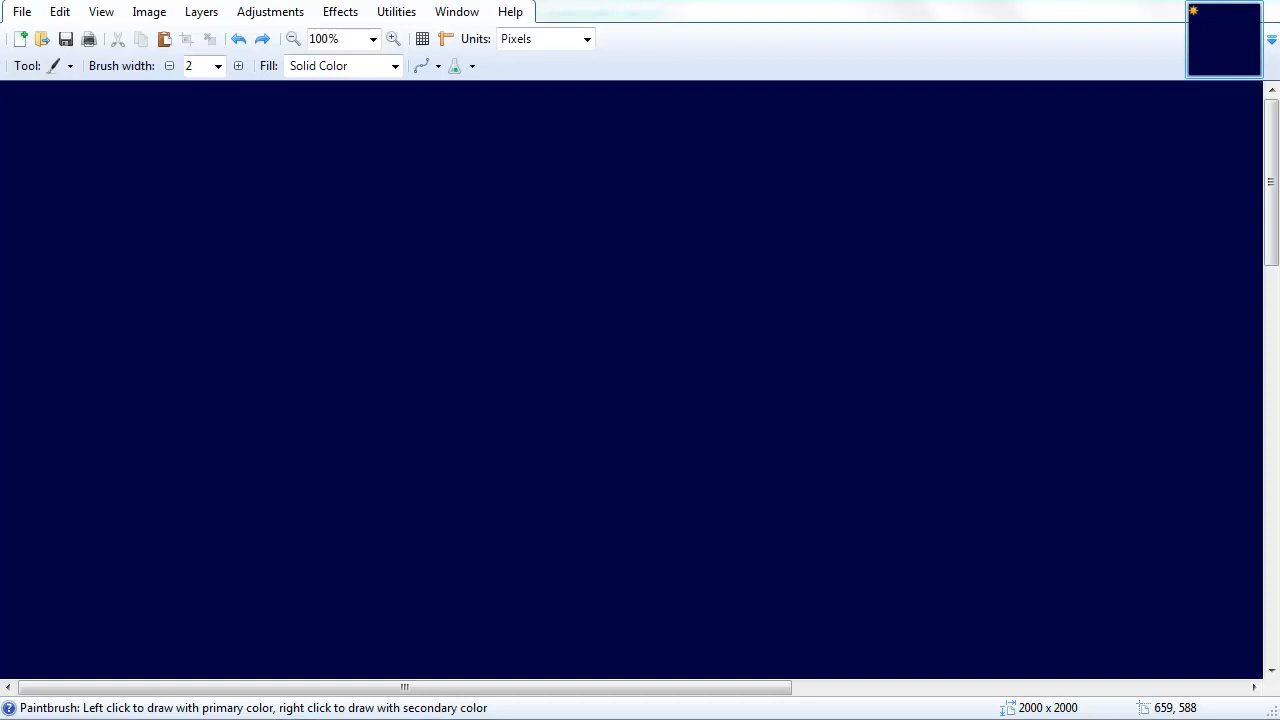 File Edit View Image Layers Adjustments Effects Utilities Window Help
100% Units: Pixels
Tool: Brush width: 2 Fill: Solid Color
Paintbrush: Left click to draw with primary color, right click to draw with secondary color 2000 x 2000 659, 588